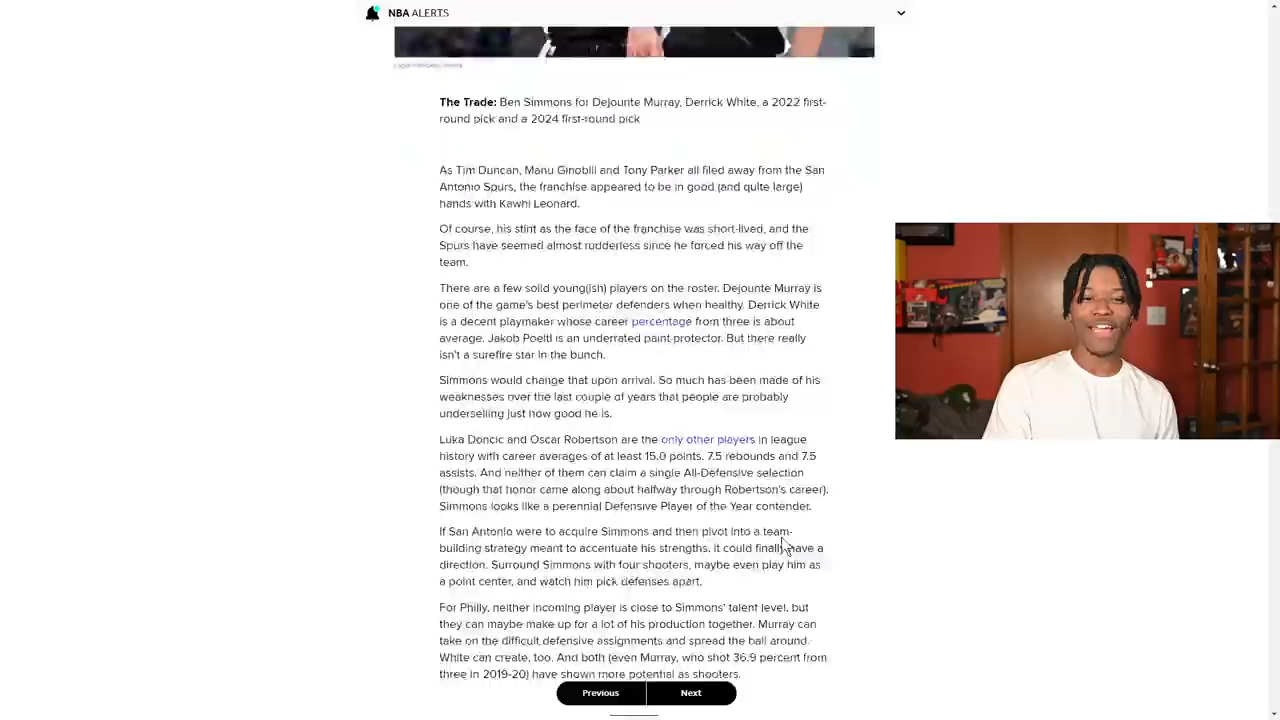 NBA ALERTS
The Trade: Ben Simmons for Dejounte Murray, Derrick White, a 2022 first-
round pick and a 2024 first-round pick
As Tim Duncan, Manu Ginobili and Tony Parker all filed away from the San
Antonio Spurs, the franchise appeared to be in good (and quite large)
hands with Kawhi Leonard.
Of course, his stint as the face of the franchise was short-lived, and the
Spurs have seemed almost rudderless since he forced his way off the
team.
There are a few solid young(ish) players on the roster. Dejounte Murray is
one of the game's best perimeter defenders when healthy. Derrick White
is a decent playmaker whose career percentage from three is about
average. Jakob Poeltl is an underrated paint protector. But there really
isn't a surefire star in the bunch.
Simmons would change that upon arrival. So much has been made of his
weaknesses over the last couple of years that people are probably
underselling just how good he is.
Luka Doncic and Oscar Robertson are the only other players in league
history with career averages of at least 15.0 points, 7.5 rebounds and 7.5
assists. And neither of them can claim a single All-Defensive selection
(though that honor came along about halfway through Robertson's career).
Simmons looks like a perennial Defensive Player of the Year contender.
If San Antonio were to acquire Simmons and then pivot into a team-
building strategy meant to accentuate his strengths, it could finally have a
direction. Surround Simmons with four shooters, maybe even play him as
a point center, and watch him pick defenses apart.
For Philly, neither incoming player is close to Simmons' talent level, but
they can maybe make up for a lot of his production together. Murray can
take on the difficult defensive assignments and spread the ball around.
White can create, too. And both (even Murray, who shot 36.9 percent from
three in 2019-20) have shown more potential as shooters.
Previous
Next